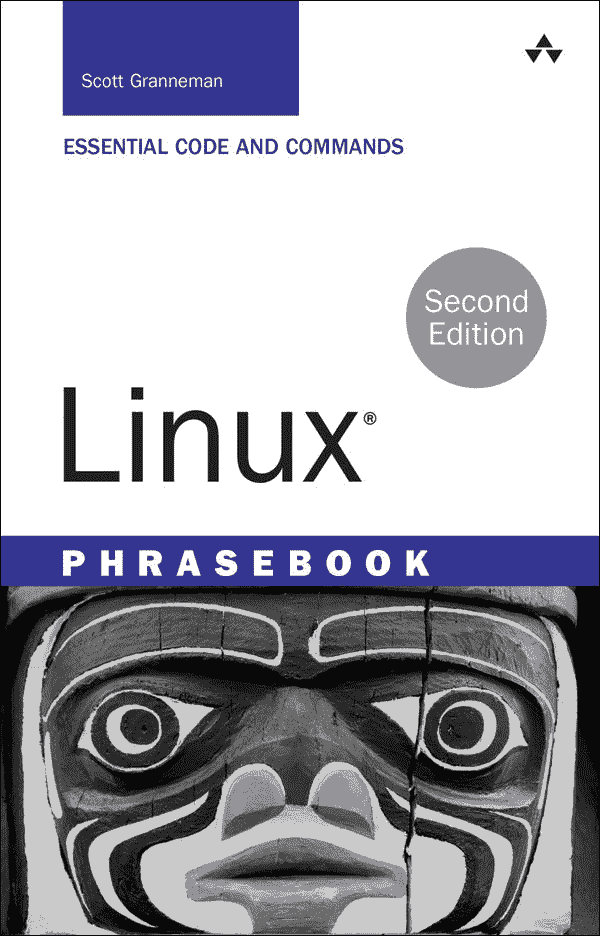 Scott Granneman
ESSENTIAL CODE AND COMMANDS
Second
Edition
Linux®
PHRASEBOOK